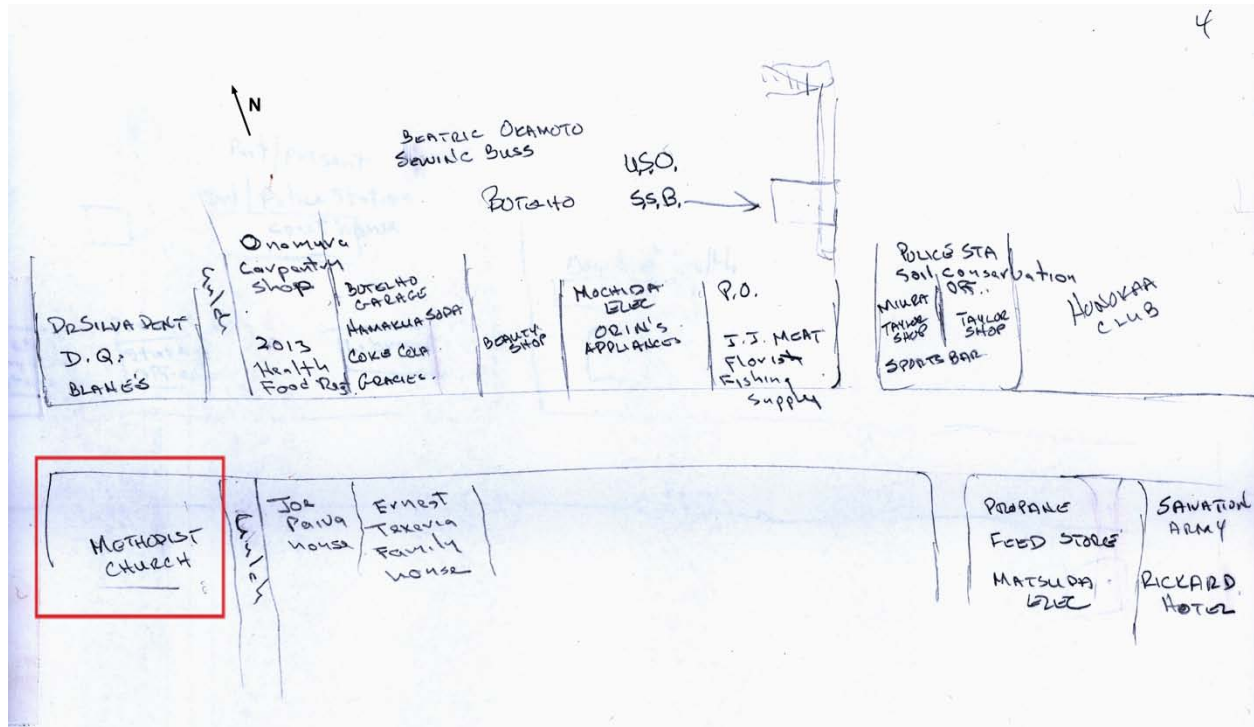 4
N
BEATRIC OKAMOTO
SEWING BUSS
U.S.O.
BOTELHO
S.S.B.
DR SILVA DENT
D. Q.
BLANE'S
Onomura
Carpentry
Shop
2013
Health
Food Res.
BOTELHO
GARAGE
HAMAKUA SODA
COKE COLA
GRACIES.
BEAUTY
SHOP
MOCHIDA
ELEC
ORIN'S
APPLIANCES
P.O.
J.J. MEAT
Florist
Fishing
Supply
POLICE STA
Soil Conservation
OFF.
MIURA
TAYLOR
SHOP
TAYLOR
SHOP
SPORTS BAR
HONOKAA
CLUB
METHODIST
CHURCH
Joe
Paiva
house
Ernest
Family
house
PROPANE
FEED STORE
MATSUDA
ELEC
SALVATION
ARMY
RICKARD
HOTEL